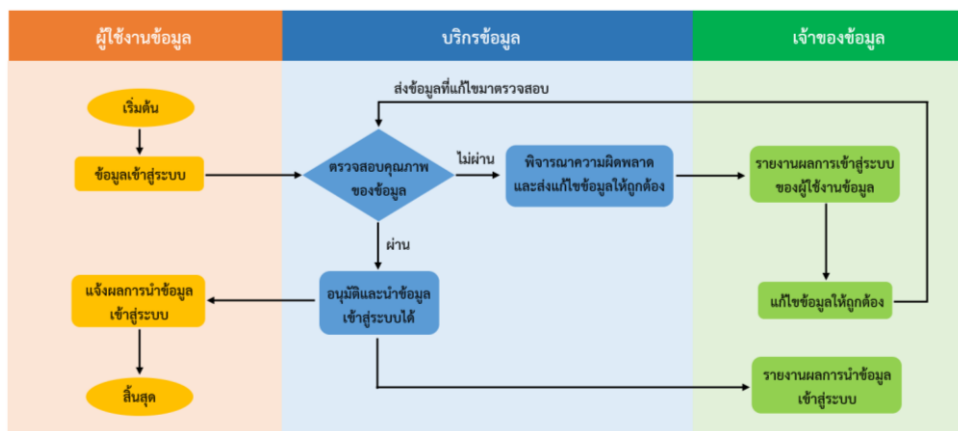 ผู้ใช้งานข้อมูล
บริกรข้อมูล
เจ้าของข้อมูล
ส่งข้อมูลที่แก้ไขมาตรวจสอบ
เริ่มต้น
ข้อมูลเข้าสู่ระบบ
ตรวจสอบคุณภาพ
ของข้อมูล
ไม่ผ่าน
พิจารณาความผิดพลาด
และส่งแก้ไขข้อมูลให้ถูกต้อง
รายงานผลการเข้าสู่ระบบ
ของผู้ใช้งานข้อมูล
ผ่าน
แจ้งผลการนำข้อมูล
เข้าสู่ระบบ
อนุมัติและนำข้อมูล
เข้าสู่ระบบได้
แก้ไขข้อมูลให้ถูกต้อง
สิ้นสุด
รายงานผลการนำข้อมูล
เข้าสู่ระบบ